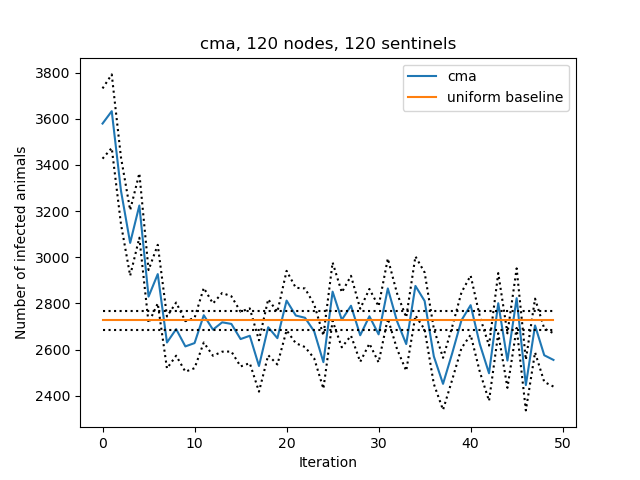 cma, 120 nodes, 120 sentinels
cma
uniform baseline
Number of infected animals
3800
3600
3400
3200
3000
2800
2600
2400
0 10 20 30 40 50
Iteration